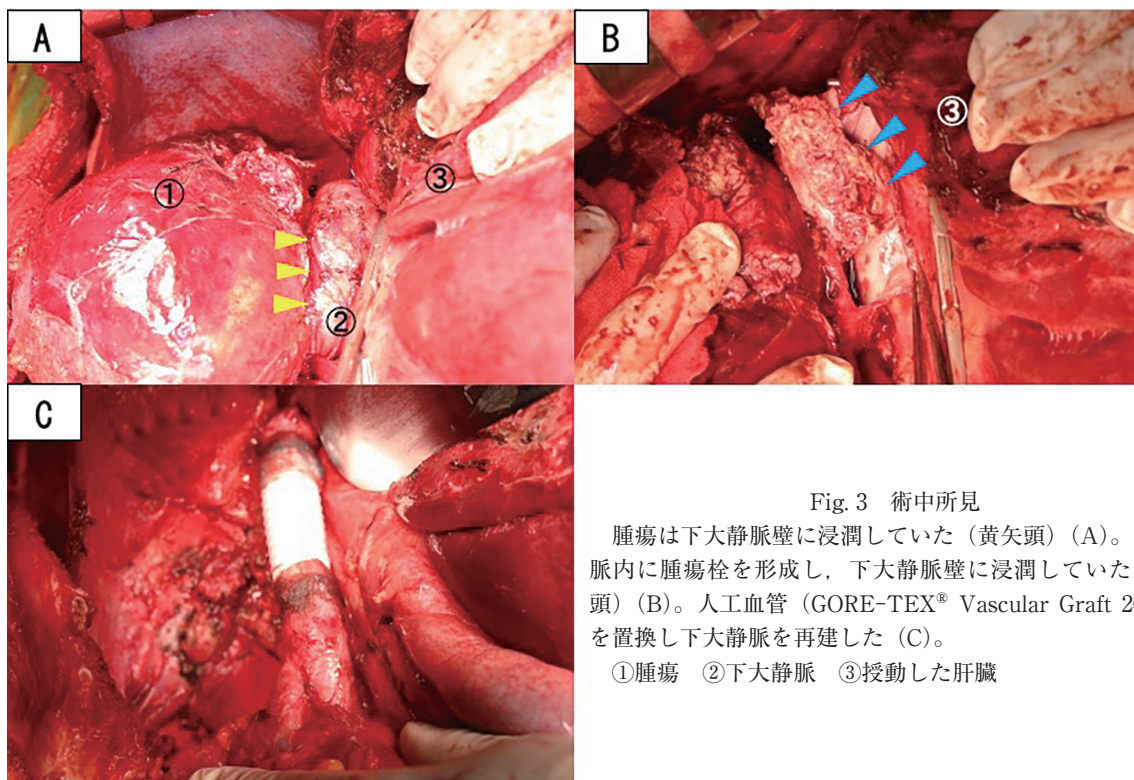 A
①
②
③
B
③
C
Fig. 3 術中所見
腫瘍は下大静脈壁に浸潤していた（黄矢頭）(A)。
脈内に腫瘍栓を形成し，下大静脈壁に浸潤していた
頭）(B)。人工血管（GORE-TEX® Vascular Graft 2
を置換し下大静脈を再建した (C)。
①腫瘍 ②下大静脈 ③授動した肝臓